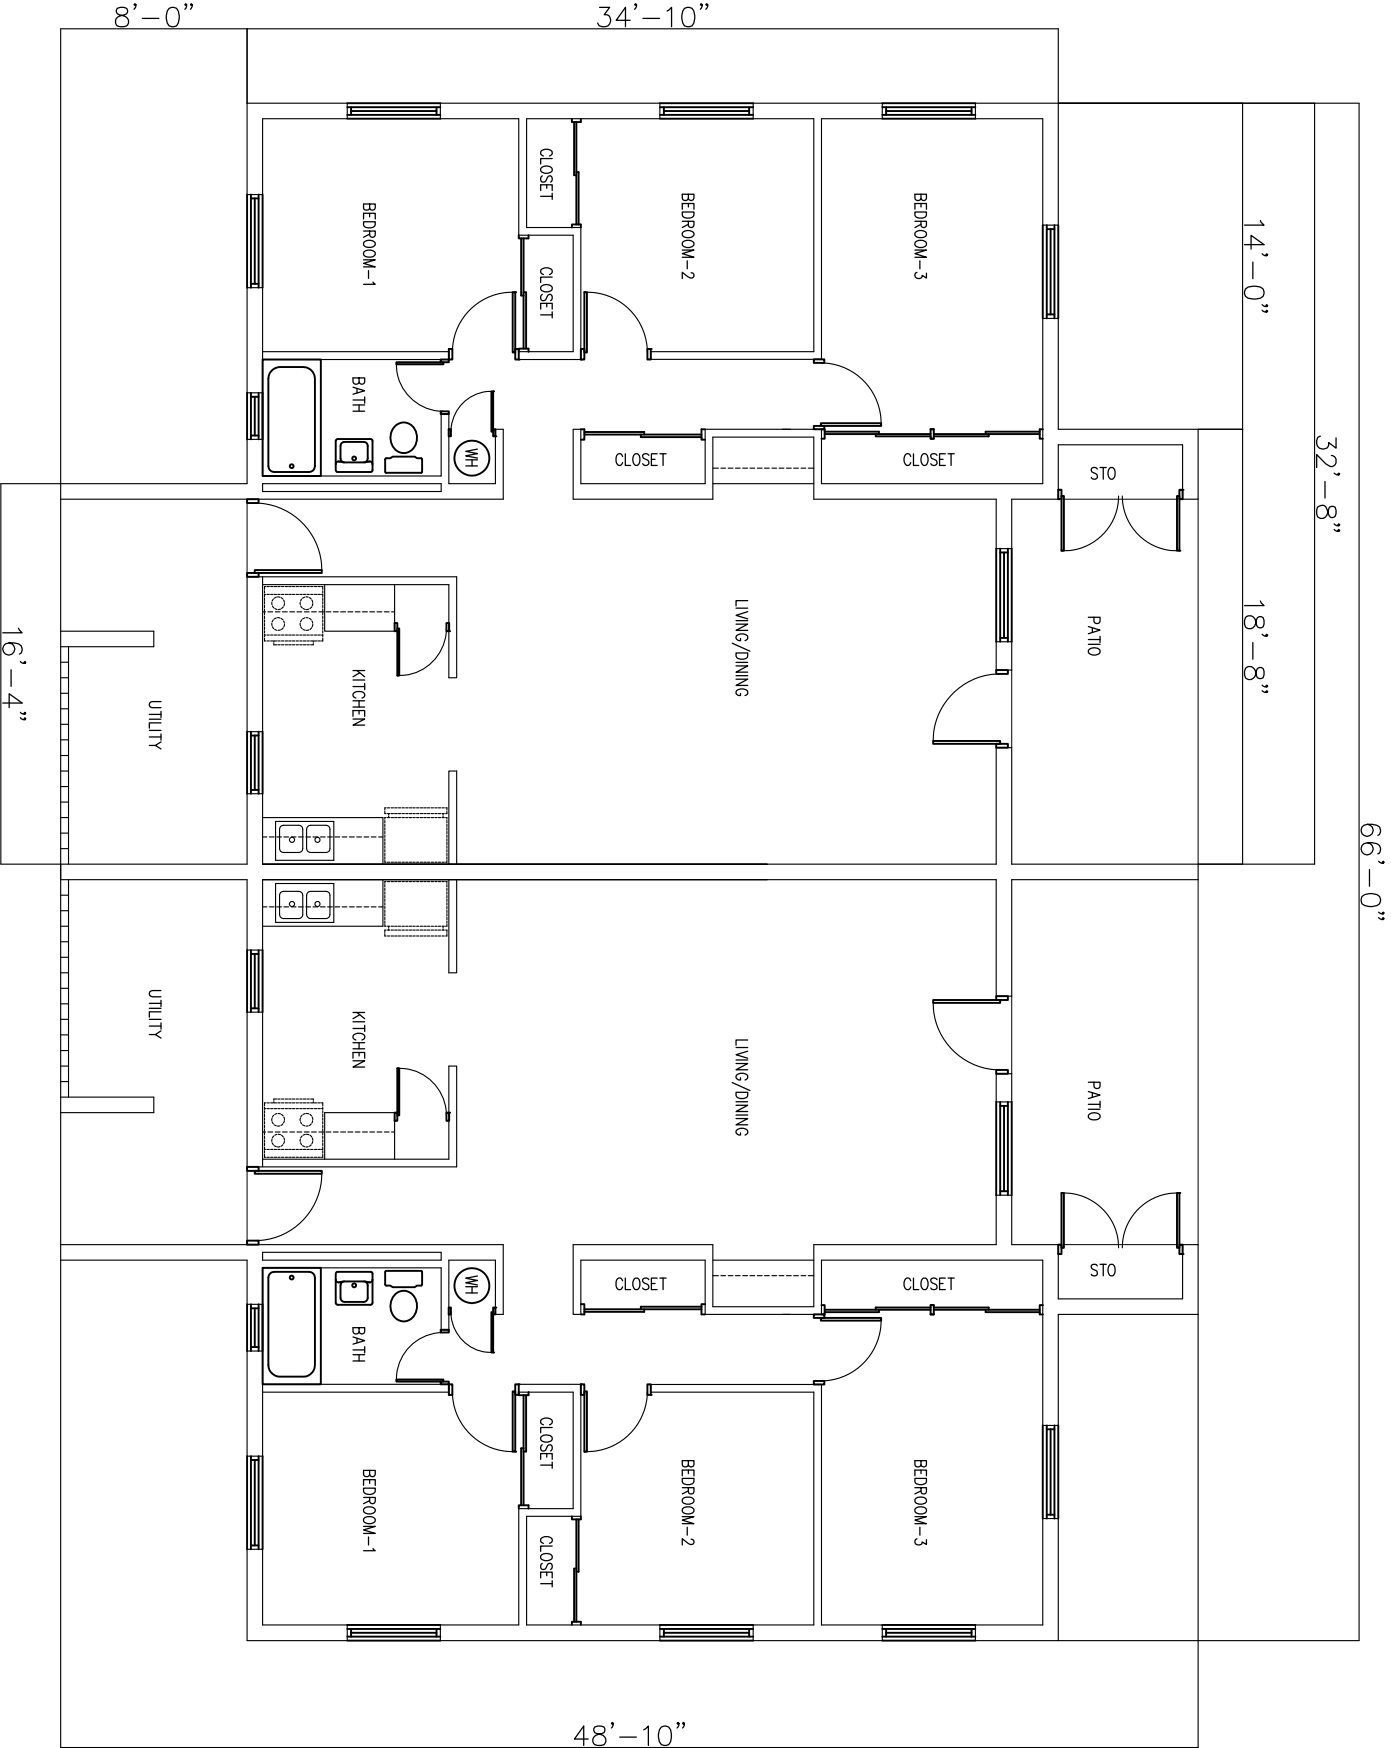 8'-0"
34'-10"
CLOSET
BEDROOM-1
BEDROOM-2
BEDROOM-3
14'-0"
CLOSET
BATH
WH
CLOSET
CLOSET
STO
32'-8"
16'-4"
UTILITY
KITCHEN
LIVING/DINING
PATIO
18'-8"
66'-0"
UTILITY
KITCHEN
LIVING/DINING
PATIO
BATH
WH
CLOSET
CLOSET
STO
CLOSET
BEDROOM-1
BEDROOM-2
BEDROOM-3
CLOSET
48'-10"